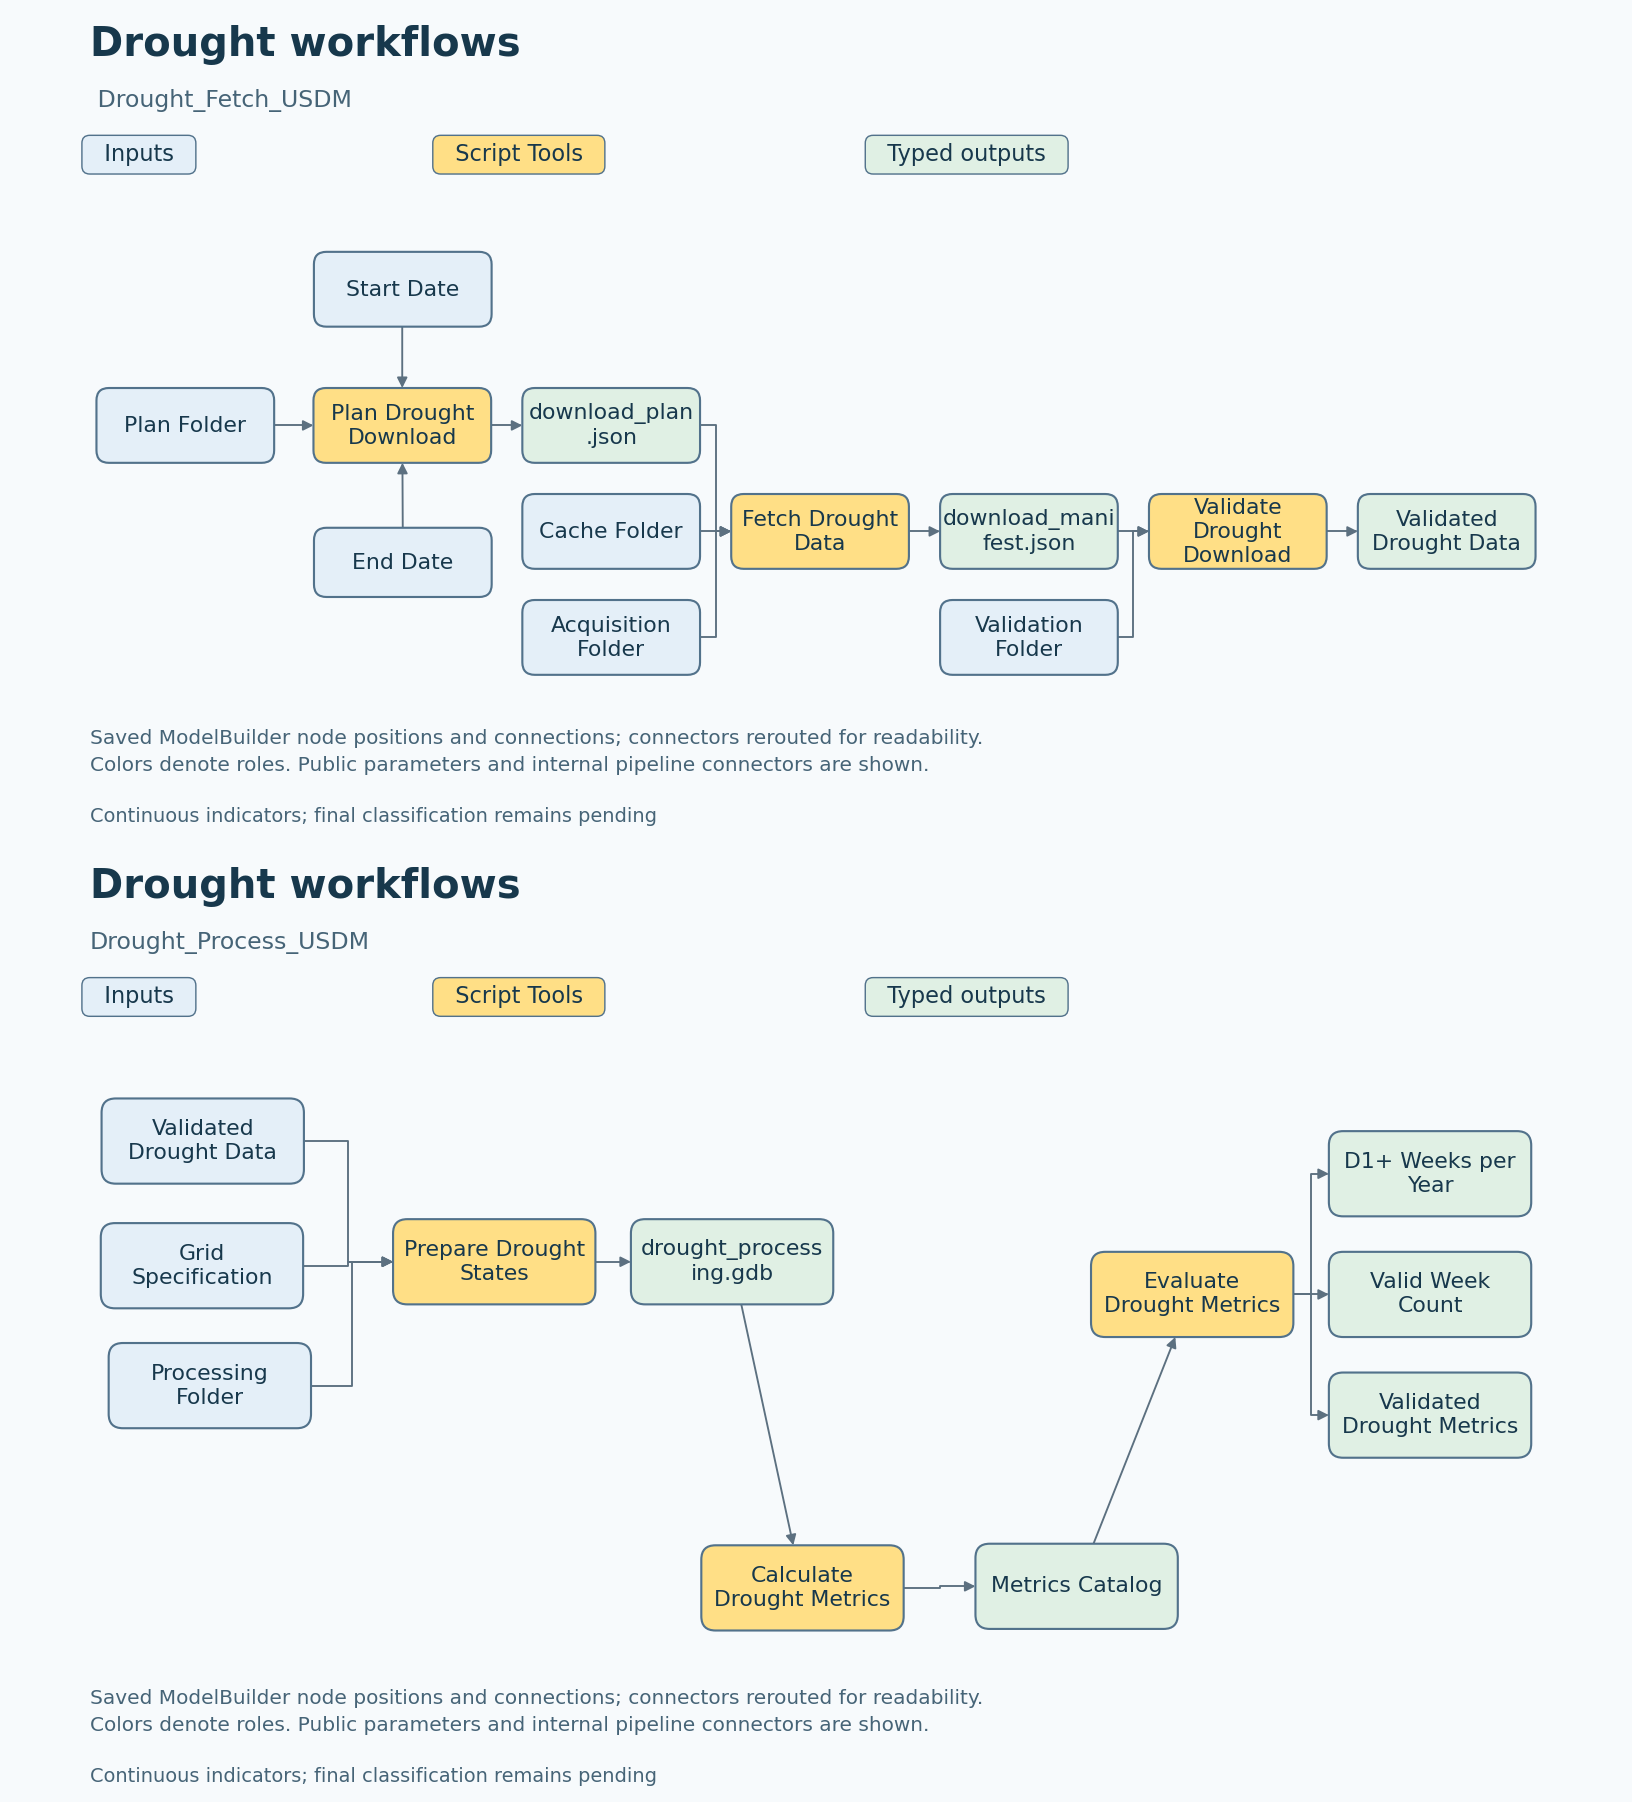 Drought workflows
Drought_Fetch_USDM
Inputs
Script Tools
Typed outputs
Start Date
Plan Folder
Plan Drought
Download
download_plan
.json
End Date
Cache Folder
Fetch Drought
Data
download_mani
fest.json
Validate
Drought
Download
Validated
Drought Data
Acquisition
Folder
Validation
Folder
Saved ModelBuilder node positions and connections; connectors rerouted for readability.
Colors denote roles. Public parameters and internal pipeline connectors are shown.
Continuous indicators; final classification remains pending
Drought workflows
Drought_Process_USDM
Inputs
Script Tools
Typed outputs
Validated
Drought Data
Grid
Specification
Processing
Folder
Prepare Drought
States
drought_process
ing.gdb
Calculate
Drought Metrics
Metrics Catalog
Evaluate
Drought Metrics
D1+ Weeks per
Year
Valid Week
Count
Validated
Drought Metrics
Saved ModelBuilder node positions and connections; connectors rerouted for readability.
Colors denote roles. Public parameters and internal pipeline connectors are shown.
Continuous indicators; final classification remains pending